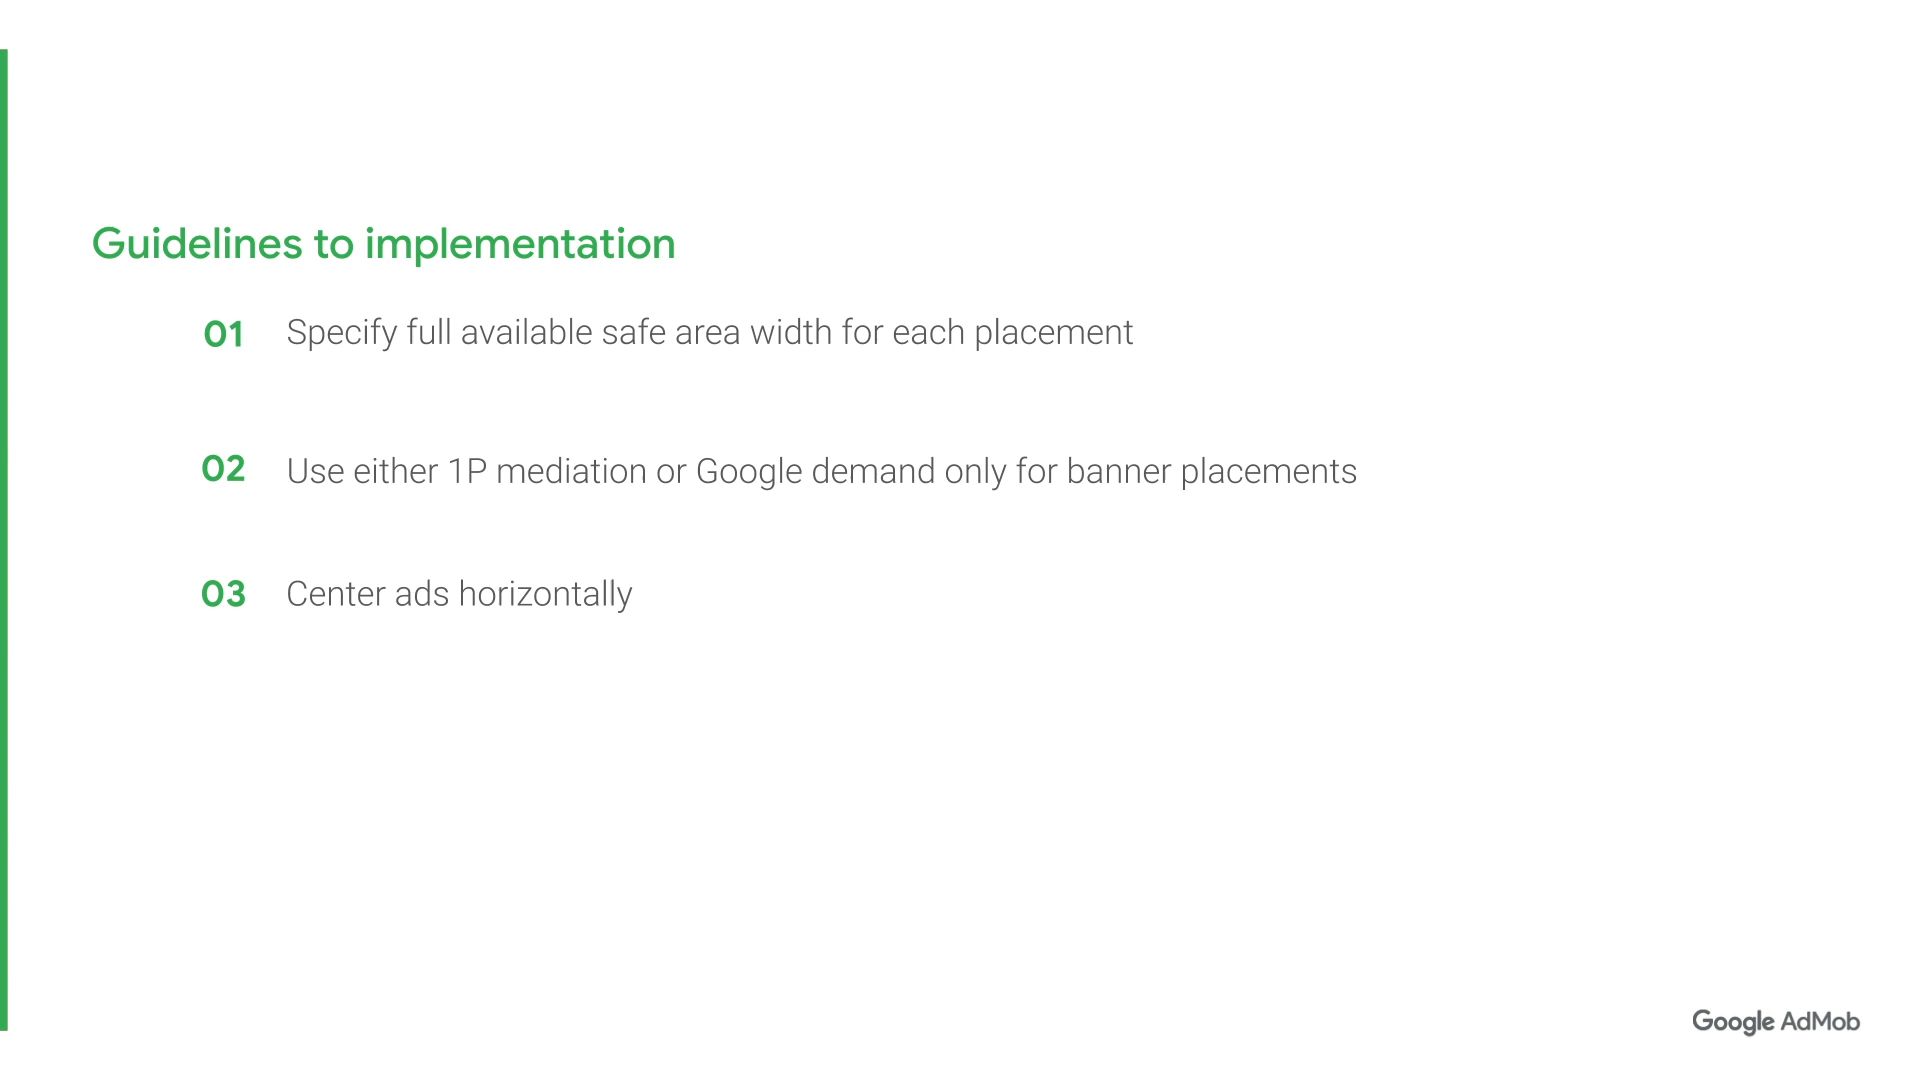 Guidelines to implementation
01 Specify full available safe area width for each placement
02 Use either 1P mediation or Google demand only for banner placements
03 Center ads horizontally
Google AdMob